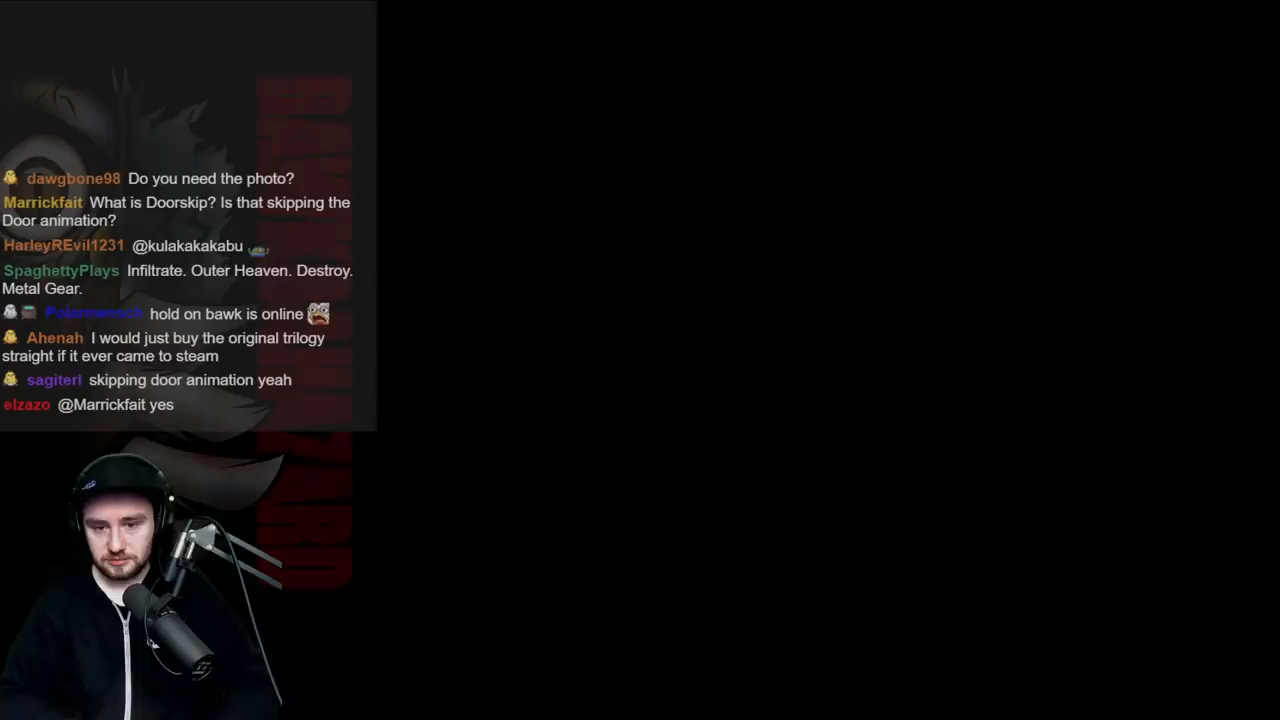 dawgbone98 Do you need the photo?
Marrickfait What is Doorskip? Is that skipping the
Door animation?
HarleyREvil1231 @kulakakakabu
SpaghettyPlays Infiltrate. Outer Heaven. Destroy.
Metal Gear.
hold on bawk is online
Ahenah I would just buy the original trilogy
straight if it ever came to steam
sagiterl skipping door animation yeah
elzazo @Marrickfait yes